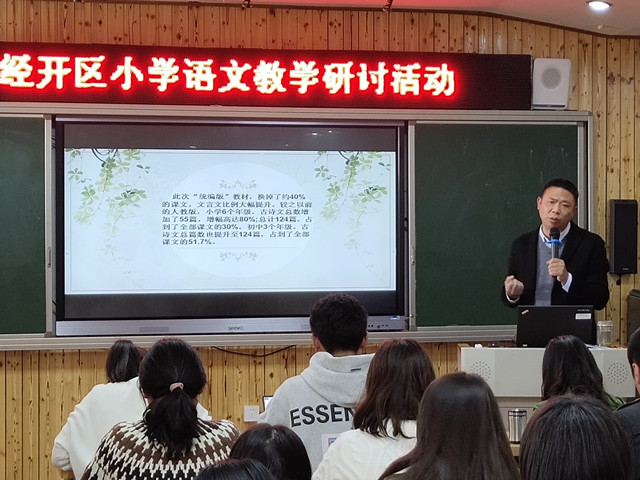 经开区小学语文教学研讨活动
此次“统编版”教材，换掉了约40%
的课文，文言文比例大幅提升。较之以前
的人教版，小学6个年级，古诗文总数增
加了55篇，增幅高达80%;总计124篇，占
到了全部课文的30%。初中3个年级，古
诗文总篇数也提升至124篇，占到了全部
课文的51.7%。
ESSEN